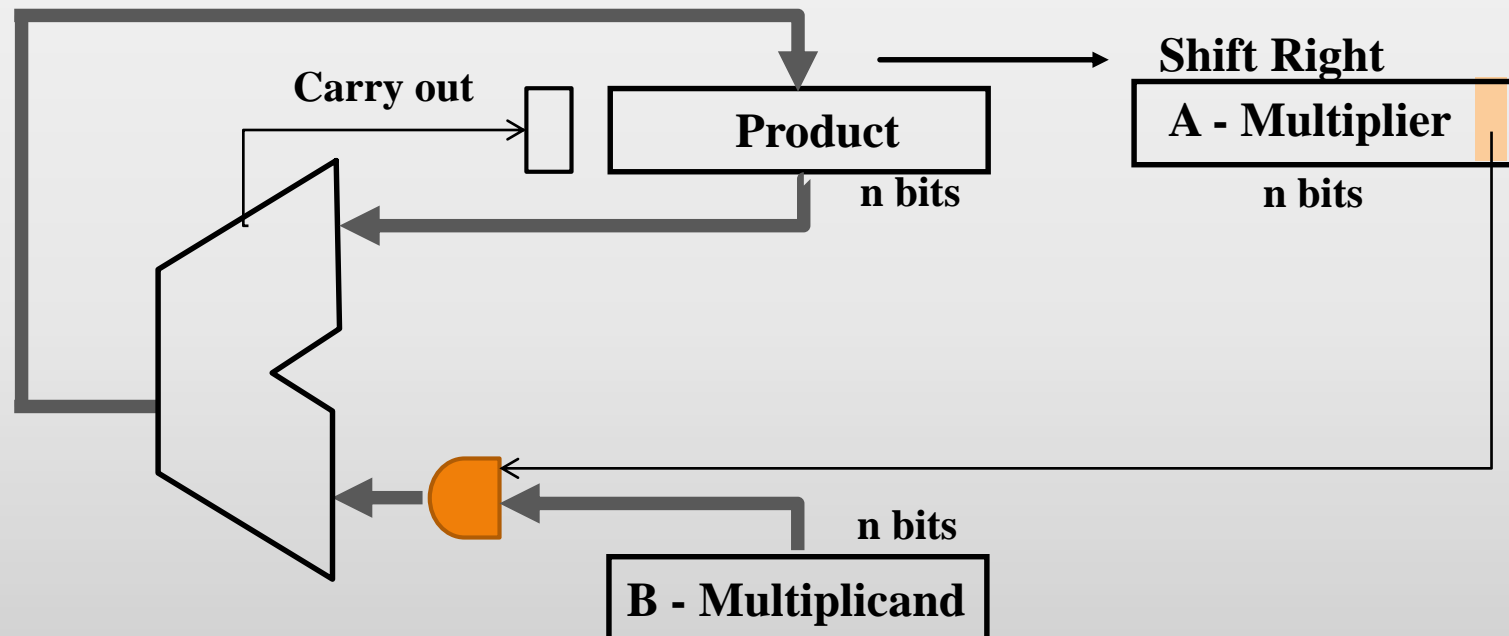 Shift Right
Carry out
Product
A - Multiplier
n bits
n bits
n bits
B - Multiplicand